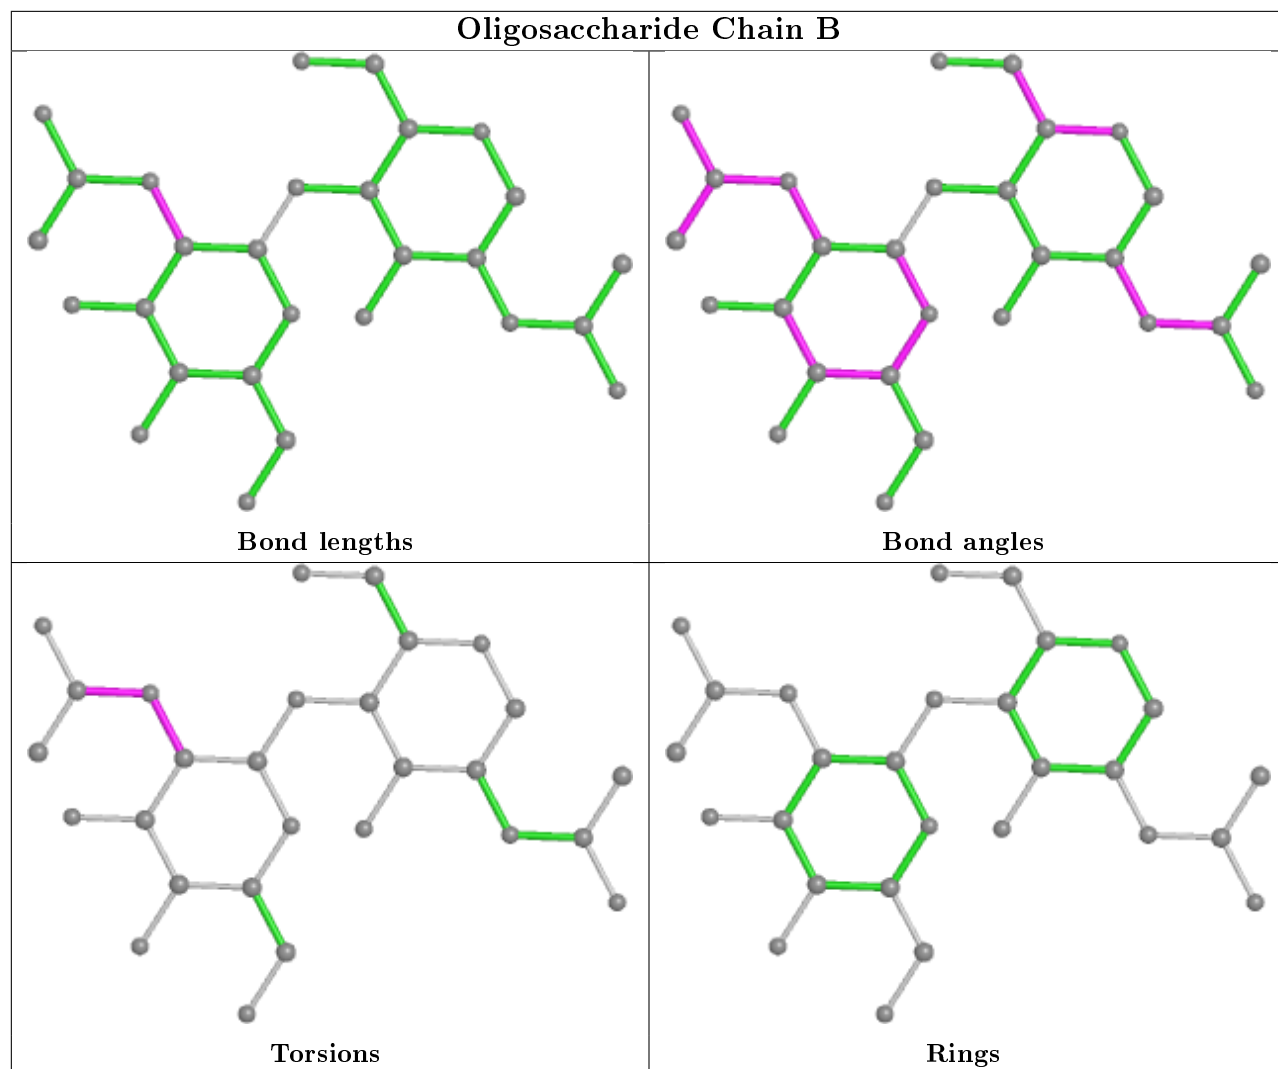 Oligosaccharide Chain B
Bond lengths
Bond angles
Torsions
Rings